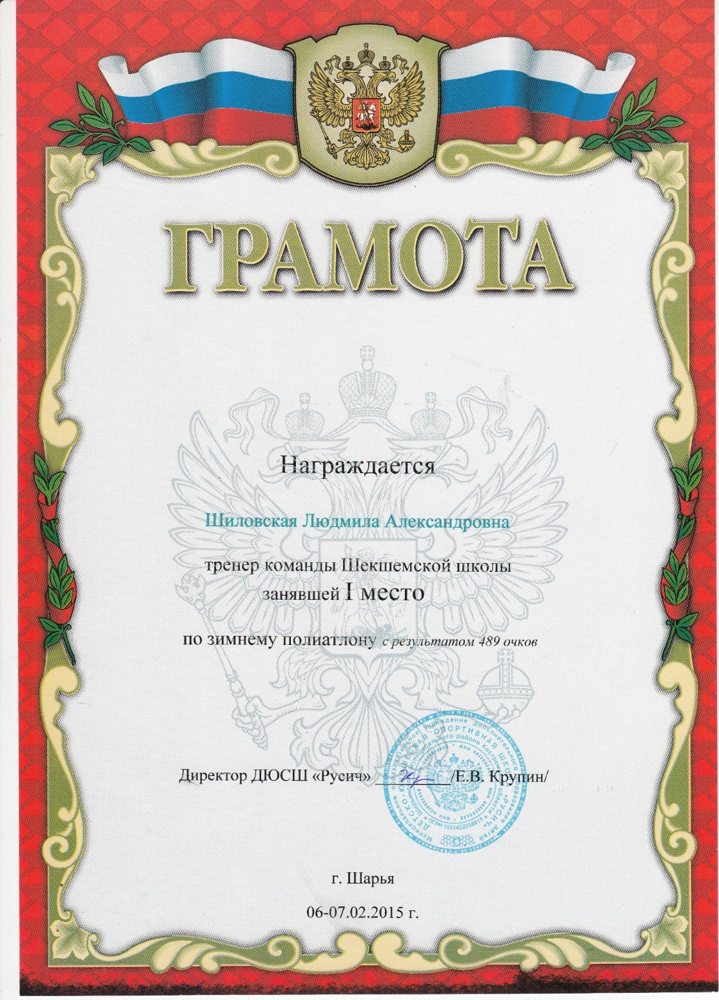 ГРАМОТА
Награждается
Шиловская Людмила Александровна
тренер команды Шекшемской школы
занявшей I место
по зимнему полиатлону с результатом 489 очков
Директор ДЮСШ «Русич» _________/Е.В. Крупин/
г. Шарья
06-07.02.2015 г.